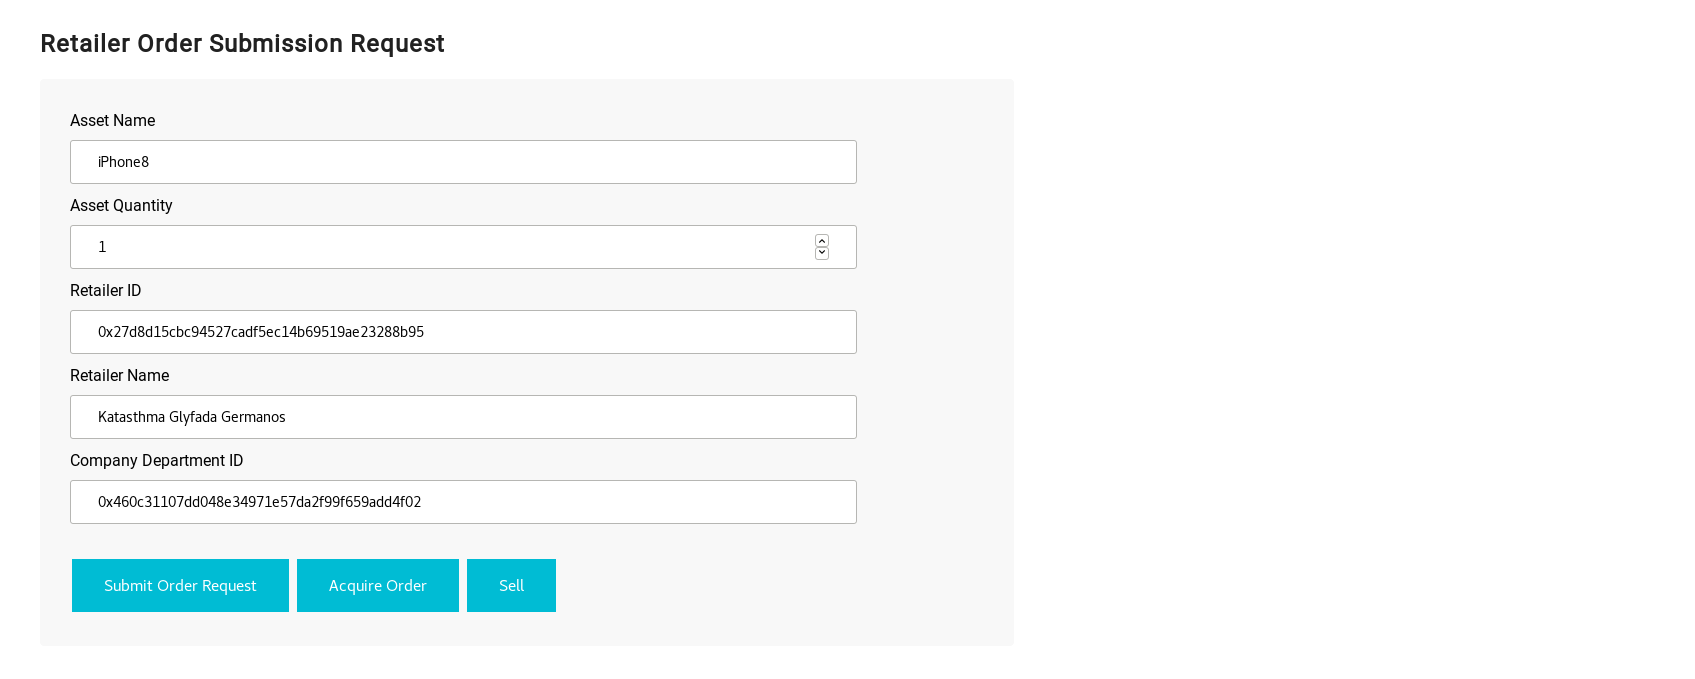 Retailer Order Submission Request
Asset Name
iPhone8
Asset Quantity
1
Retailer ID
0x27d8d15cbc94527cadf5ec14b69519ae23288b95
Retailer Name
Katasthma Glyfada Germanos
Company Department ID
0x460c31107dd048e34971e57da2f99f659add4f02
Submit Order Request
Acquire Order
Sell